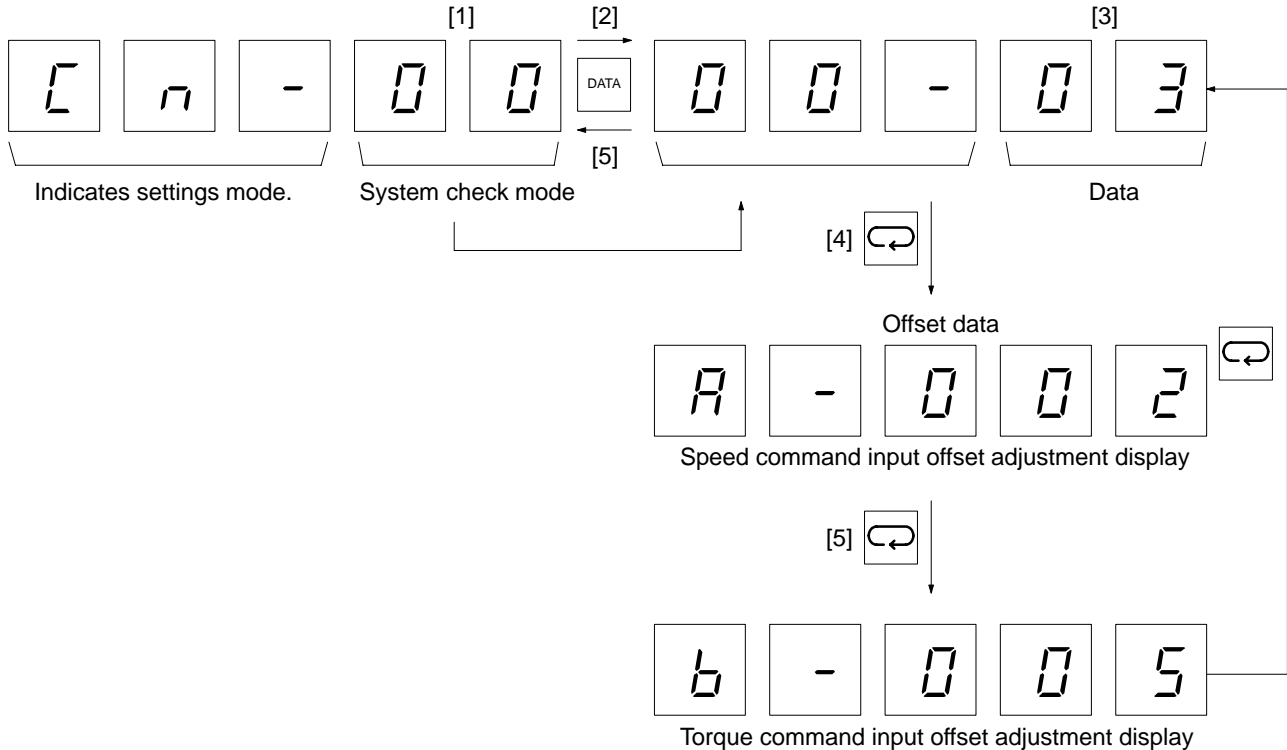 [1] [2] [3]
C n - 0 0 DATA 0 0 - 0 3
[5]
Indicates settings mode. System check mode Data
[4]
Offset data
A - 0 0 2
Speed command input offset adjustment display
[5]
b - 0 0 5
Torque command input offset adjustment display